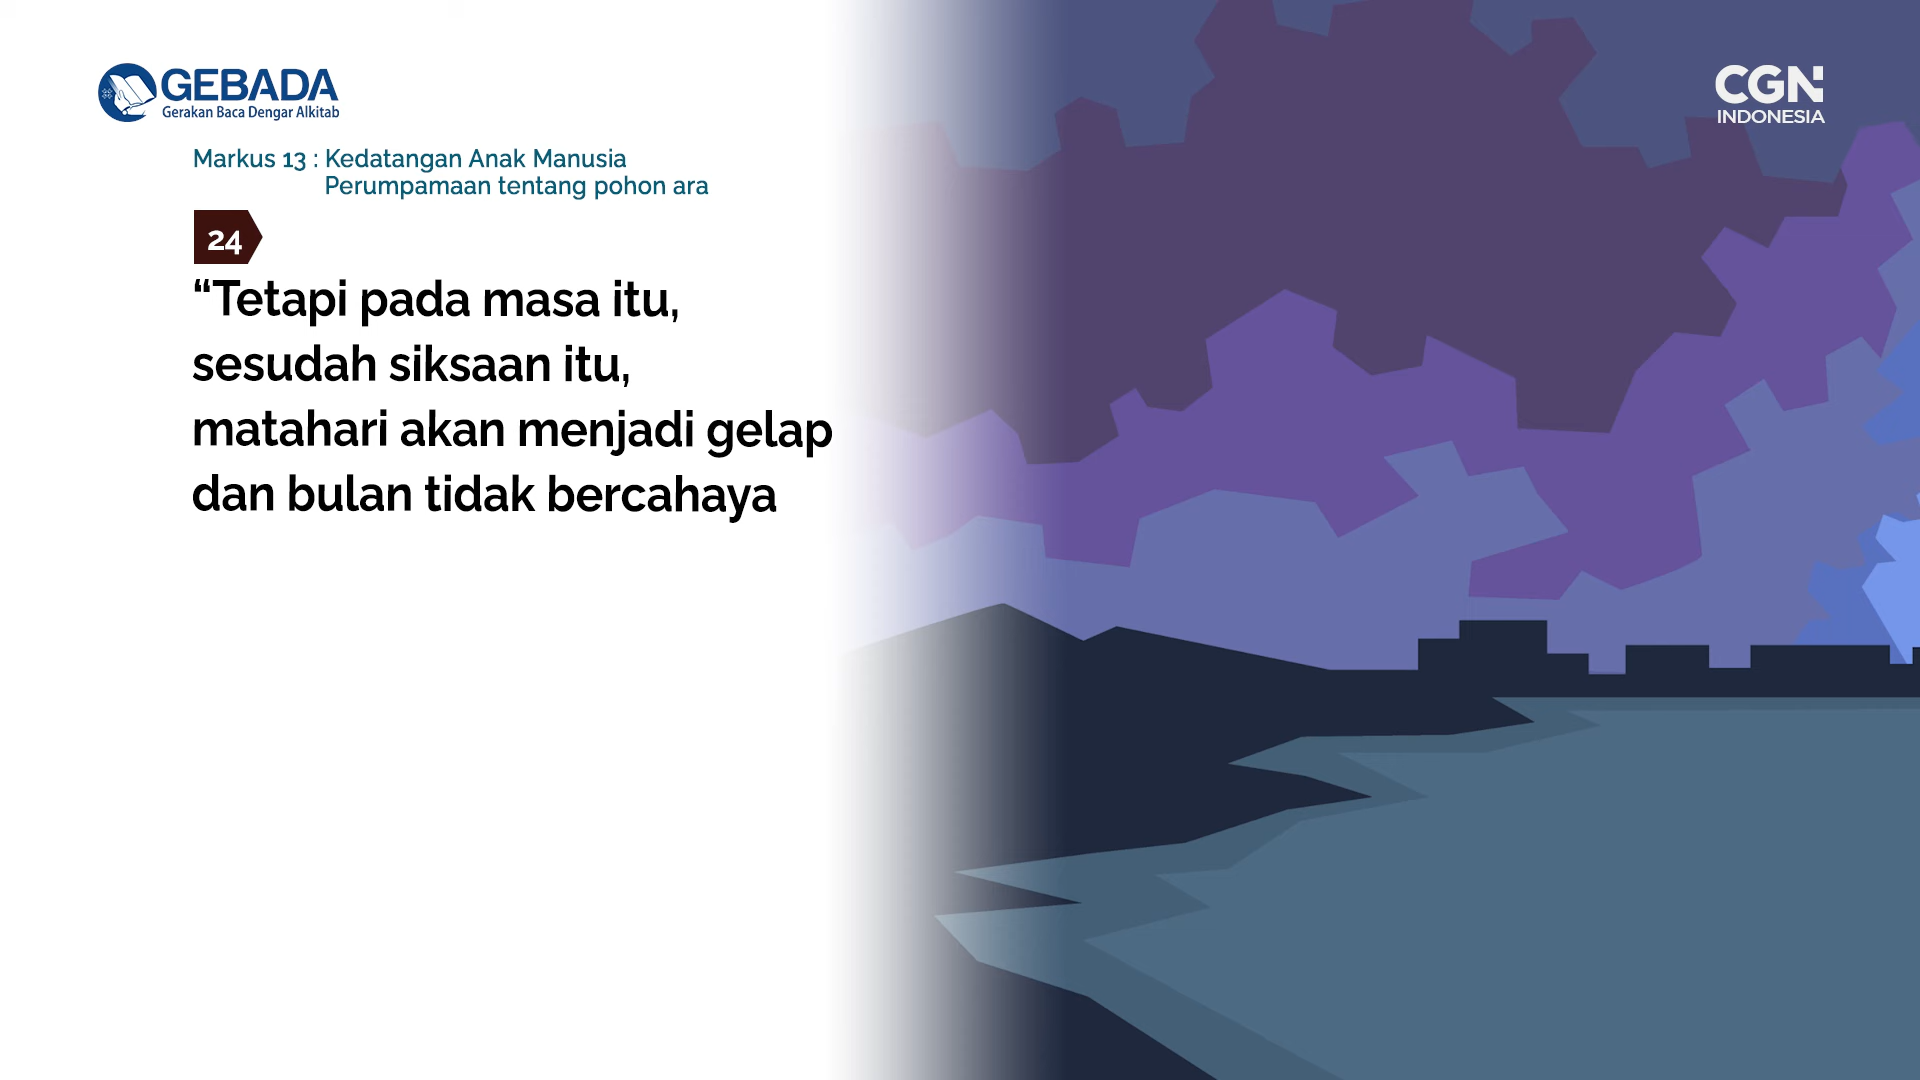 GEBADA
Gerakan Baca Dengar Alkitab
CGN
INDONESIA
Markus 13 : Kedatangan Anak Manusia
Perumpamaan tentang pohon ara
24
“Tetapi pada masa itu,
sesudah siksaan itu,
matahari akan menjadi gelap
dan bulan tidak bercahaya